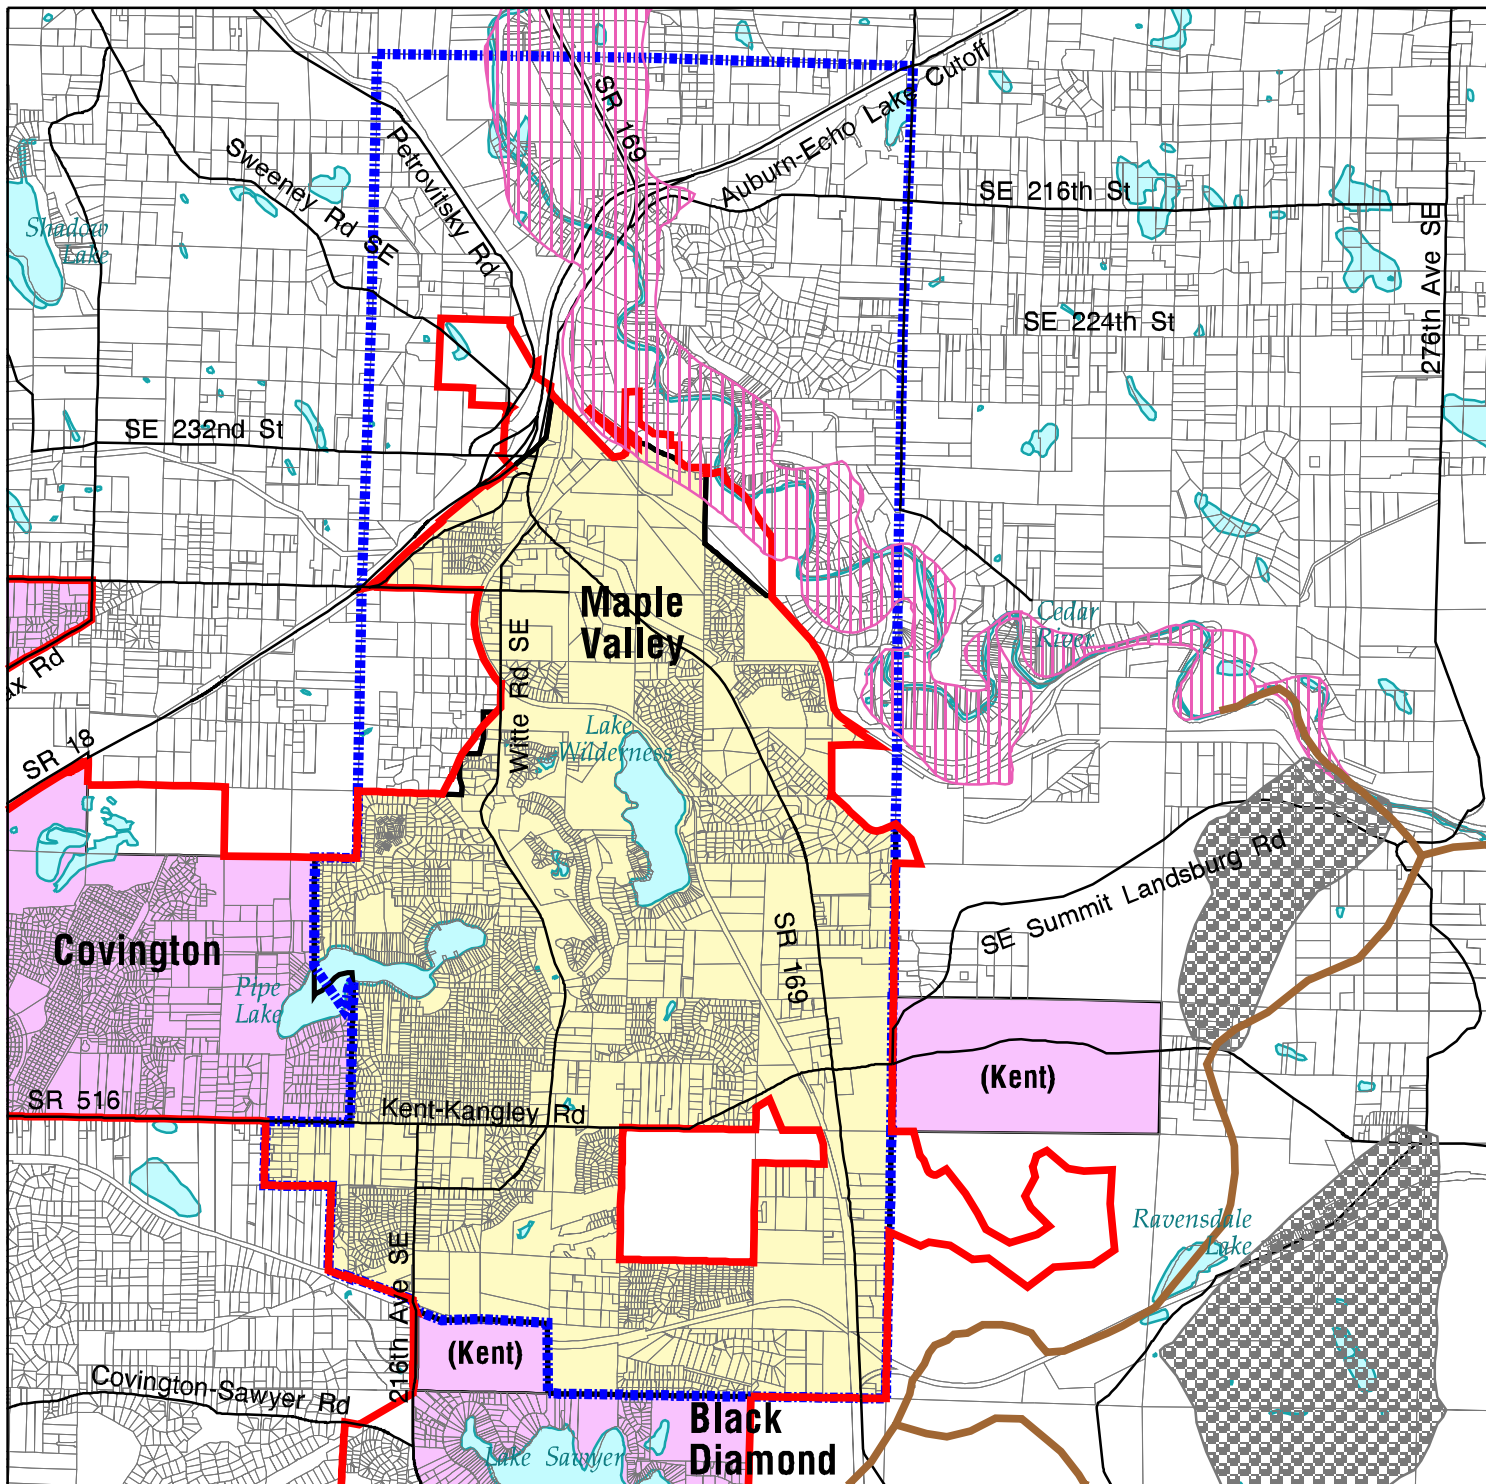 SR 169
Auburn-Echo Lake Cutoff
Petrovitsky Rd
Sweeney Rd SE
SE 216th St
Shadow
Lake
276th Ave SE
SE 224th St
SE 232nd St
Maple
Valley
Cedar
River
Witte Rd SE
ax Rd
Lake
Wilderness
SR 18
SE Summit Landsburg Rd
Covington
SR 169
Pipe
Lake
(Kent)
SR 516
Kent-Kangley Rd
Ravensdale
Lake
216th Ave SE
(Kent)
Covington-Sawyer Rd
Black
Diamond
Lake Sawyer